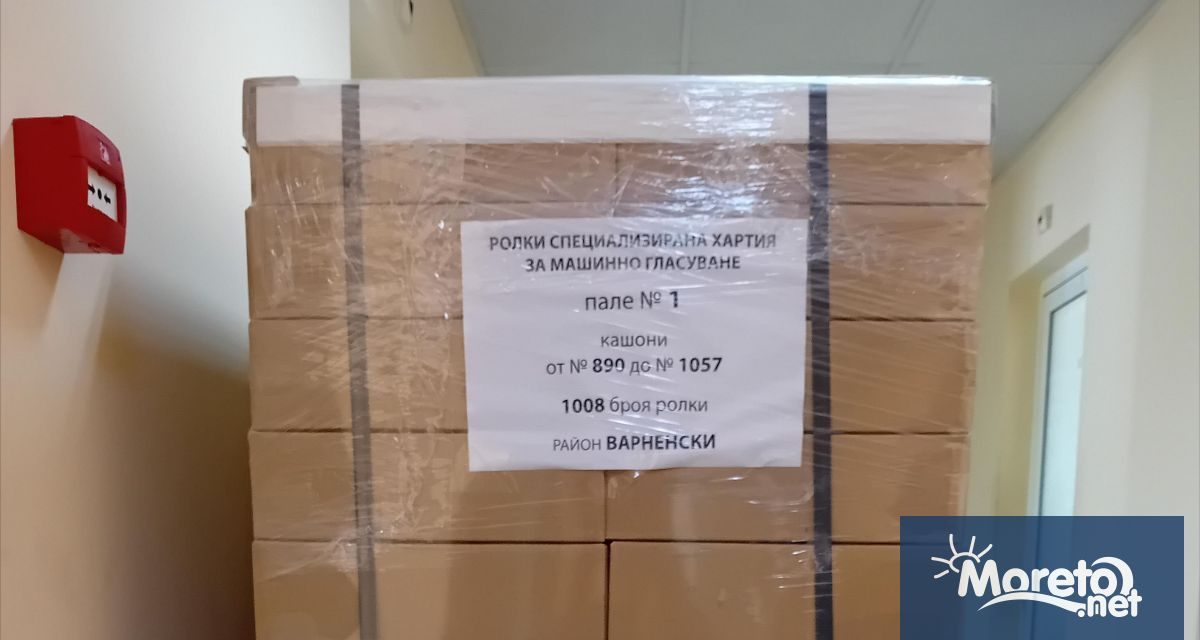 РОЛКИ СПЕЦИАЛИЗИРАНА ХАРТИЯ
ЗА МАШИННО ГЛАСУВАНЕ
пале № 1
кашони
от № 890 до № 1057
1008 броя ролки
РАЙОН ВАРНЕНСКИ
Moreto
.net